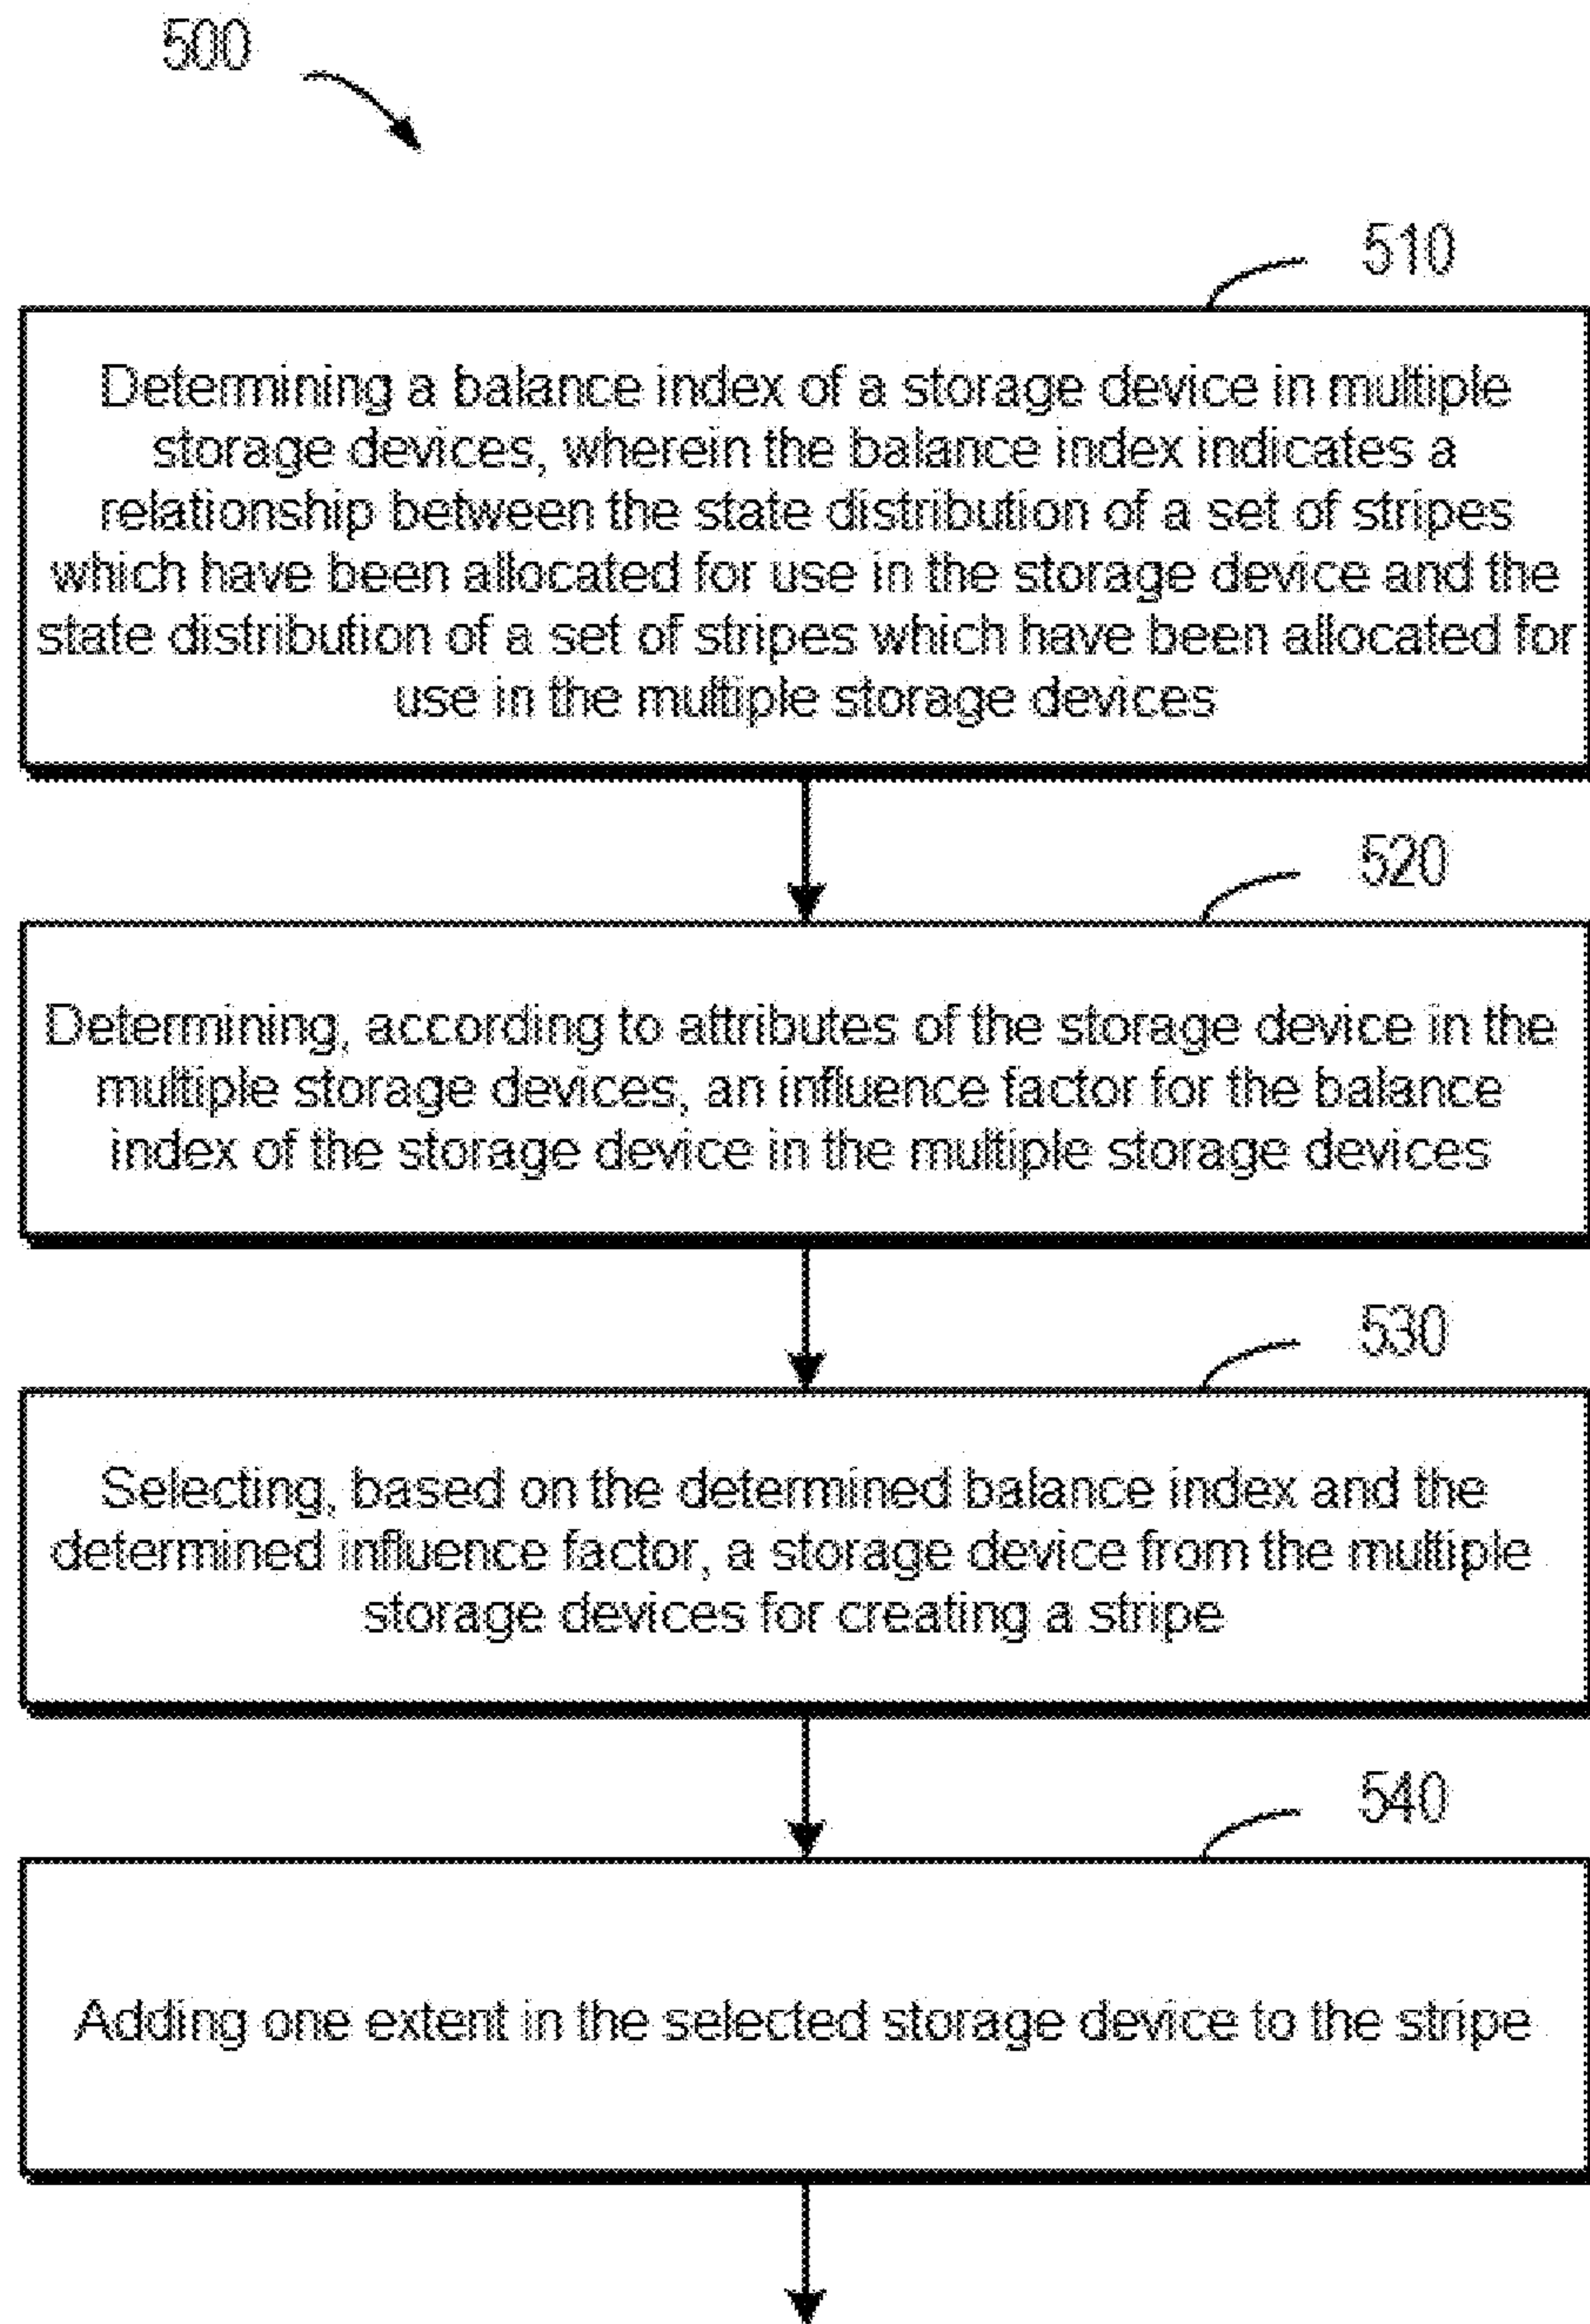 500
510
Determining a balance index of a storage device in multiple
storage devices, wherein the balance index indicates a
relationship between the state distribution of a set of stripes
which have been allocated for use in the storage device and the
state distribution of a set of stripes which have been allocated for
use in the multiple storage devices
520
Determining, according to attributes of the storage device in the
multiple storage devices, an influence factor for the balance
index of the storage device in the multiple storage devices
530
Selecting, based on the determined balance index and the
determined influence factor, a storage device from the multiple
storage devices for creating a stripe
540
Adding one extent in the selected storage device to the stripe